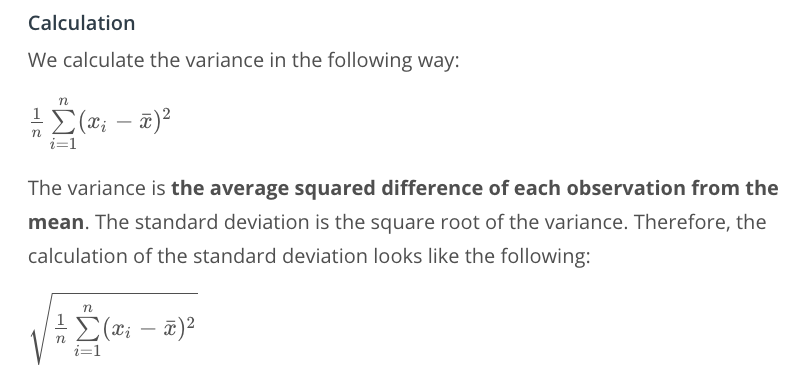 Calculation
We calculate the variance in the following way:
$\frac{1}{n} \sum_{i=1}^{n} (x_i - \bar{x})^2$
The variance is the average squared difference of each observation from the
mean. The standard deviation is the square root of the variance. Therefore, the
calculation of the standard deviation looks like the following:
$\sqrt{\frac{1}{n} \sum_{i=1}^{n} (x_i - \bar{x})^2}$